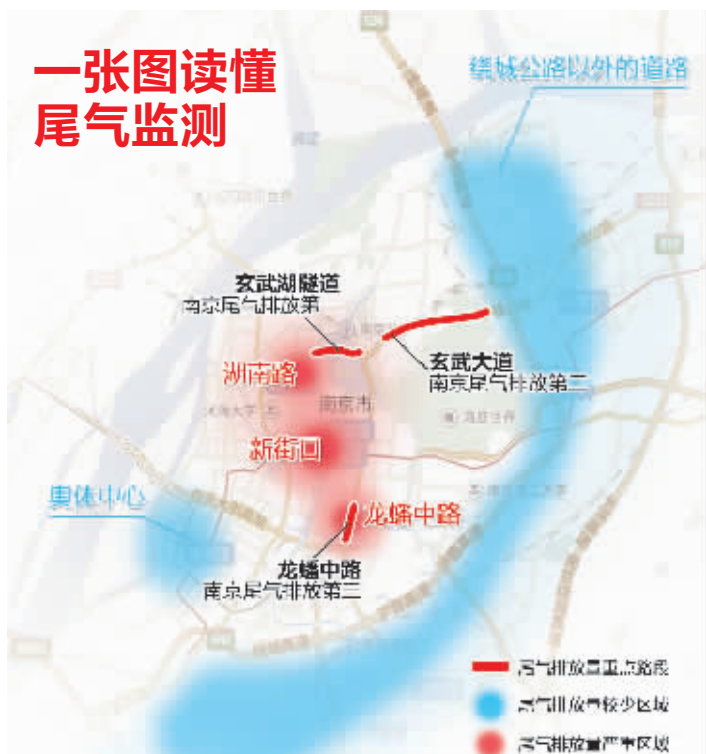 一张图读懂
尾气监测
绕城公路以外的道路
玄武湖隧道
南京尾气排放第一
玄武大道
南京尾气排放第二
湖南路
南京市
新街口
奥体中心
龙蟠中路
龙蟠中路
南京尾气排放第三
尾气排放量重点路段
尾气排放量较少区域
尾气排放量严重区域